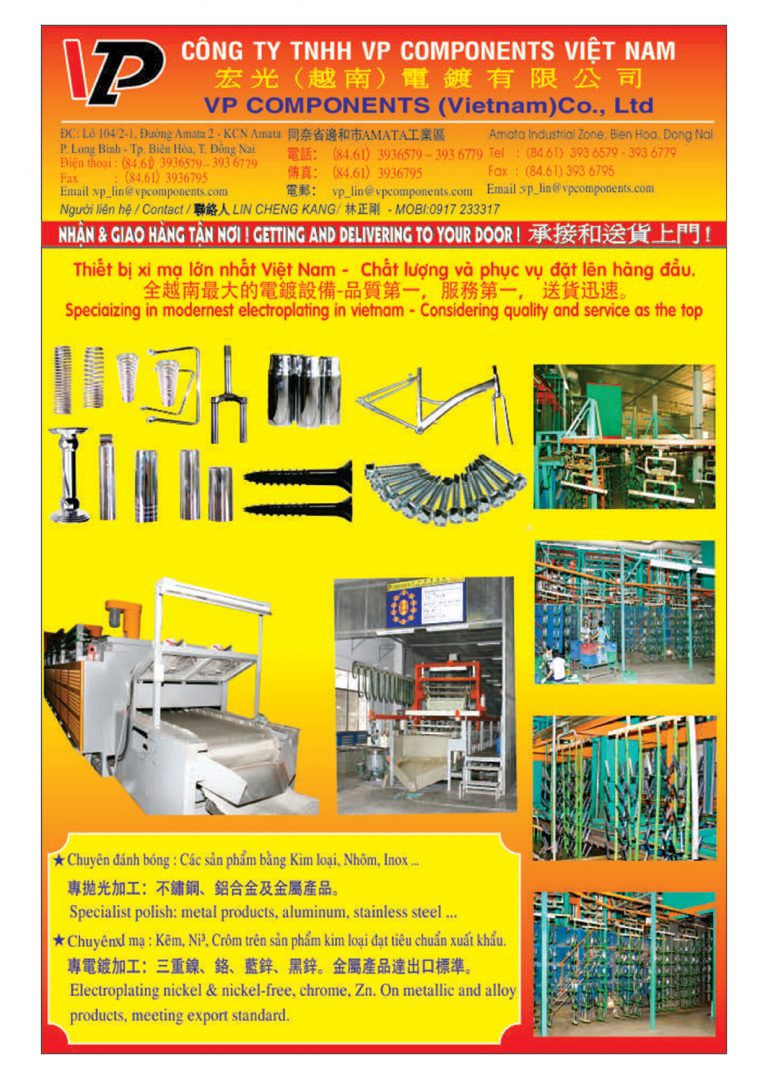 VP
CÔNG TY TNHH VP COMPONENTS VIỆT NAM
宏光(越南)電鍍有限公司
VP COMPONENTS (Vietnam)Co., Ltd
ĐC: Lô 104/2-1, Đường Amata 2 - KCN Amata
P. Long Bình - Tp. Biên Hòa, T. Đồng Nai
Điện thoại : (84.61) 3936579– 393 6779
Fax : (84.61) 3936795
Email :vp_lin@vpcomponents.com
同奈省邊和市AMATA工業區
電話: (84.61) 3936579 – 393 6779
傳真: (84.61) 3936795
電郵: vp_lin@vpcomponents.com
Amata Industrial Zone, Bien Hoa, Dong Nai
Tel : (84.61) 393 6579 - 393 6779
Fax : (84.61) 393 6795
Email :vp_lin@vpcomponents.com
Người liên hệ / Contact / 聯絡人 LIN CHENG KANG/ 林正剛 - MOBI:0917 233317
NHẬN & GIAO HÀNG TẬN NƠI ! GETTING AND DELIVERING TO YOUR DOOR ! 承接和送貨上門 !
Thiết bị xi mạ lớn nhất Việt Nam - Chất lượng và phục vụ đặt lên hàng đầu.
全越南最大的電鍍設備-品質第一, 服務第一, 送貨迅速。
Speciaizing in modernest electroplating in vietnam - Considering quality and service as the top
★ Chuyên đánh bóng : Các sản phẩm bằng Kim loại, Nhôm, Inox ...
專拋光加工: 不鏽鋼、鋁合金及金屬產品。
Specialist polish: metal products, aluminum, stainless steel ...
★ Chuyênxi mạ : Kẽm, Ni³, Crôm trên sản phẩm kim loại đạt tiêu chuẩn xuất khẩu.
專電鍍加工: 三重鎳、鉻、藍鋅、黑鋅。金屬產品達出口標準。
Electroplating nickel & nickel-free, chrome, Zn. On metallic and alloy
products, meeting export standard.